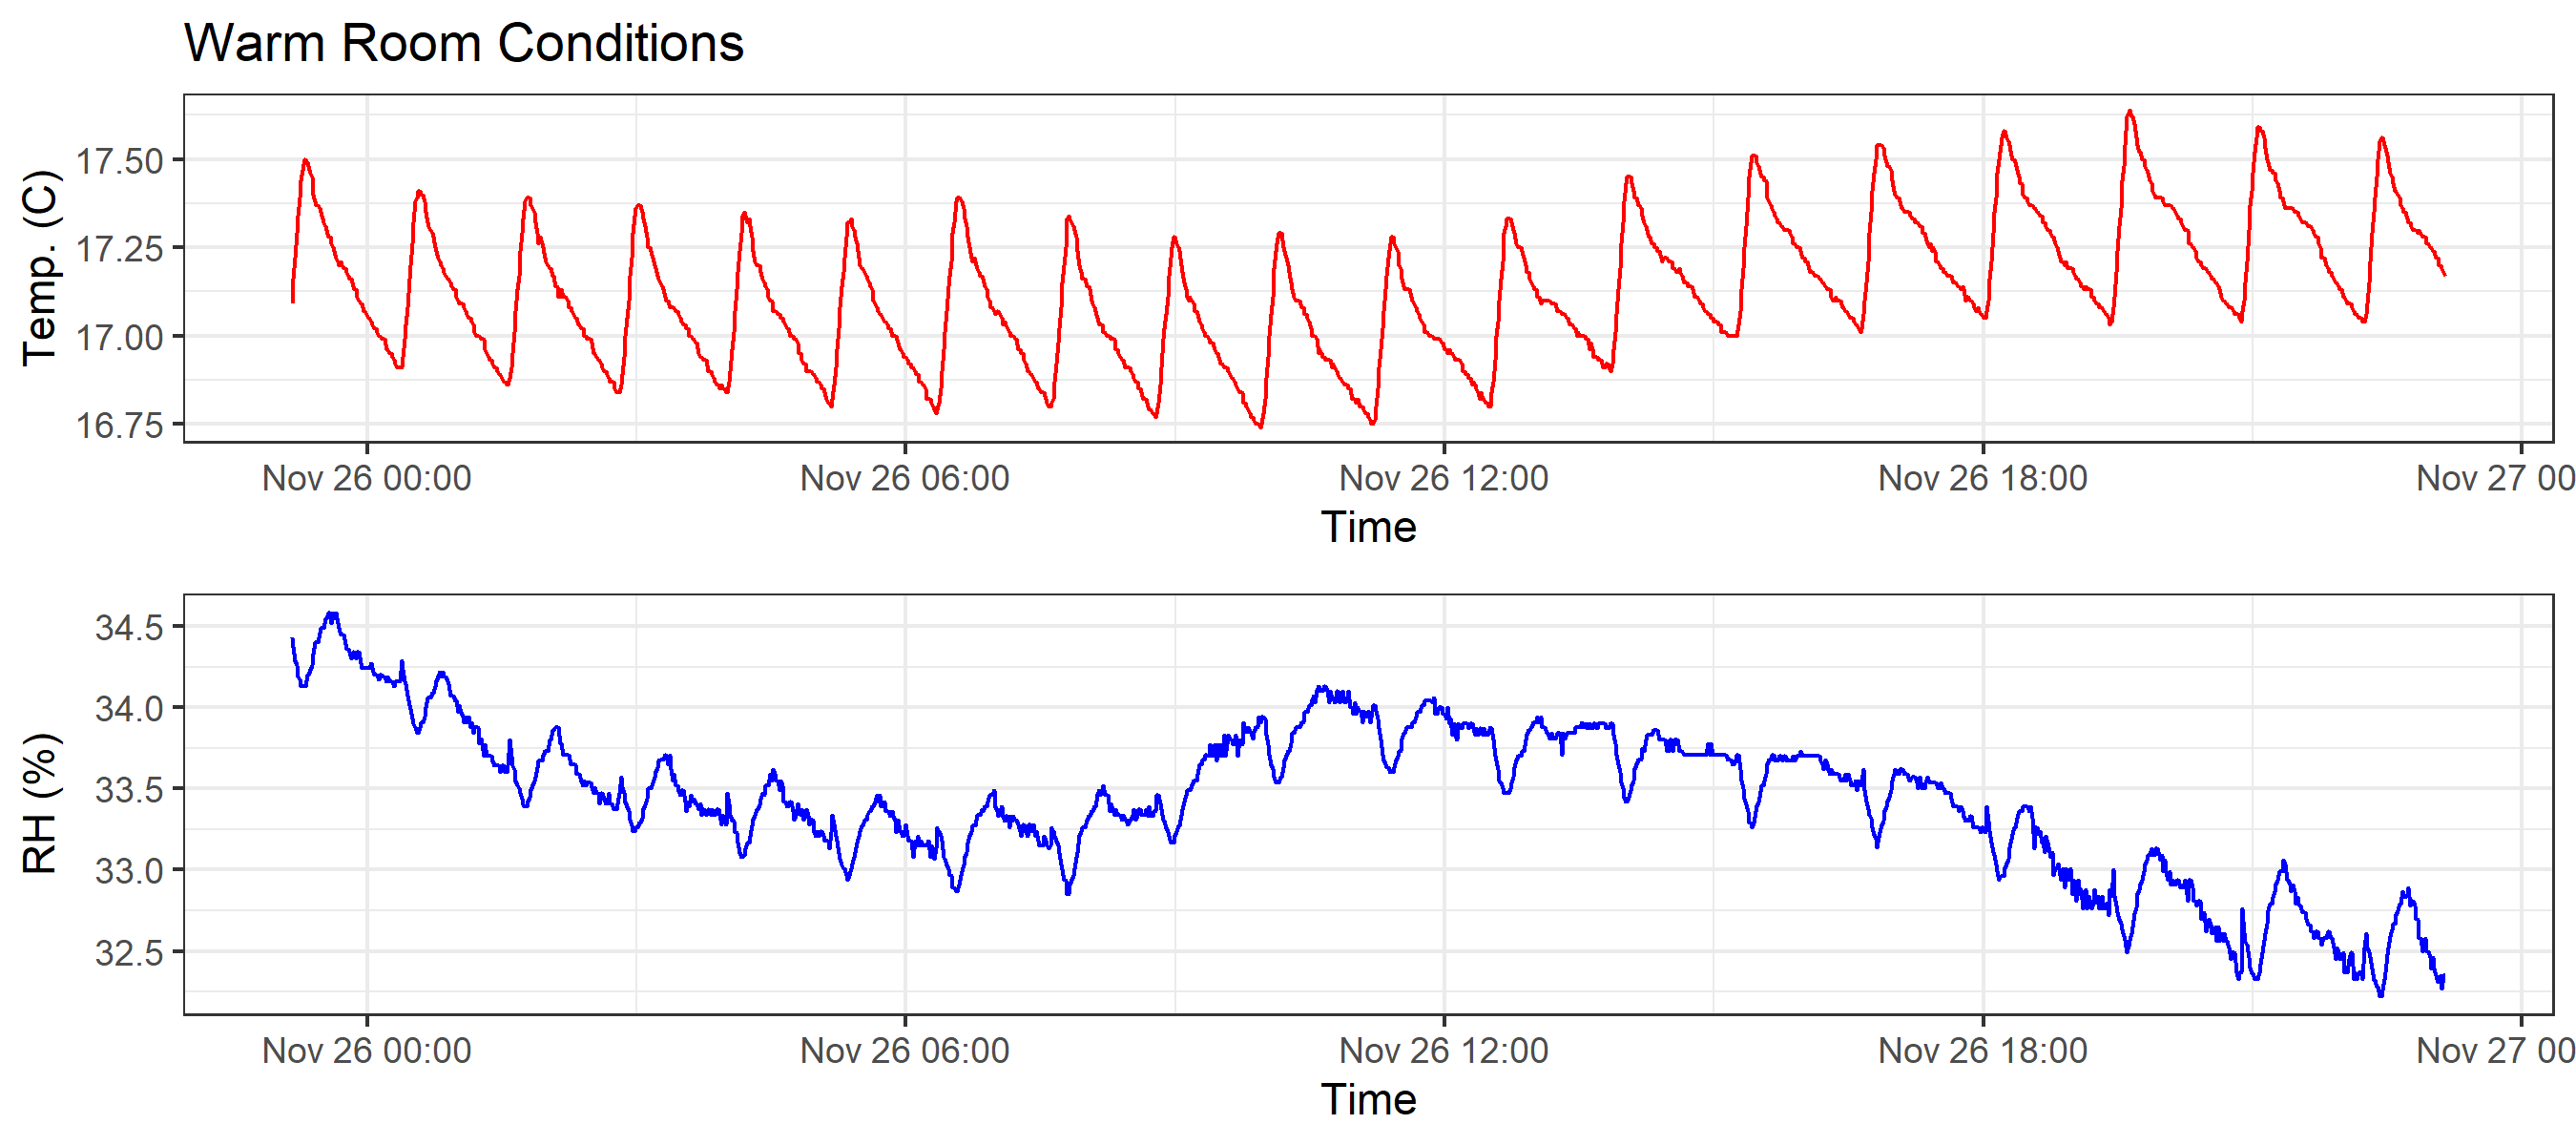 Warm Room Conditions
Temp. (C)
17.50
17.25
17.00
16.75
Nov 26 00:00 Nov 26 06:00 Nov 26 12:00 Nov 26 18:00 Nov 27 00
Time
RH (%)
34.5
34.0
33.5
33.0
32.5
Nov 26 00:00 Nov 26 06:00 Nov 26 12:00 Nov 26 18:00 Nov 27 00
Time